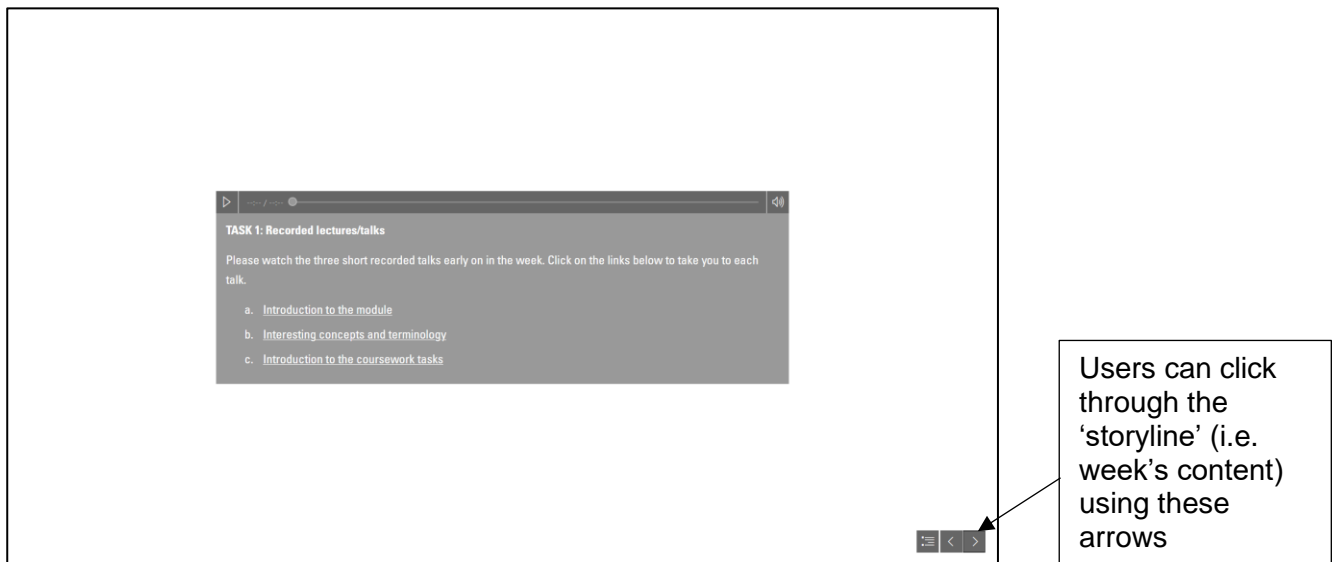 --:-- / --:--
TASK 1: Recorded lectures/talks
Please watch the three short recorded talks early on in the week. Click on the links below to take you to each
talk.
a. Introduction to the module
b. Interesting concepts and terminology
c. Introduction to the coursework tasks
Users can click
through the
‘storyline’ (i.e.
week’s content)
using these
arrows